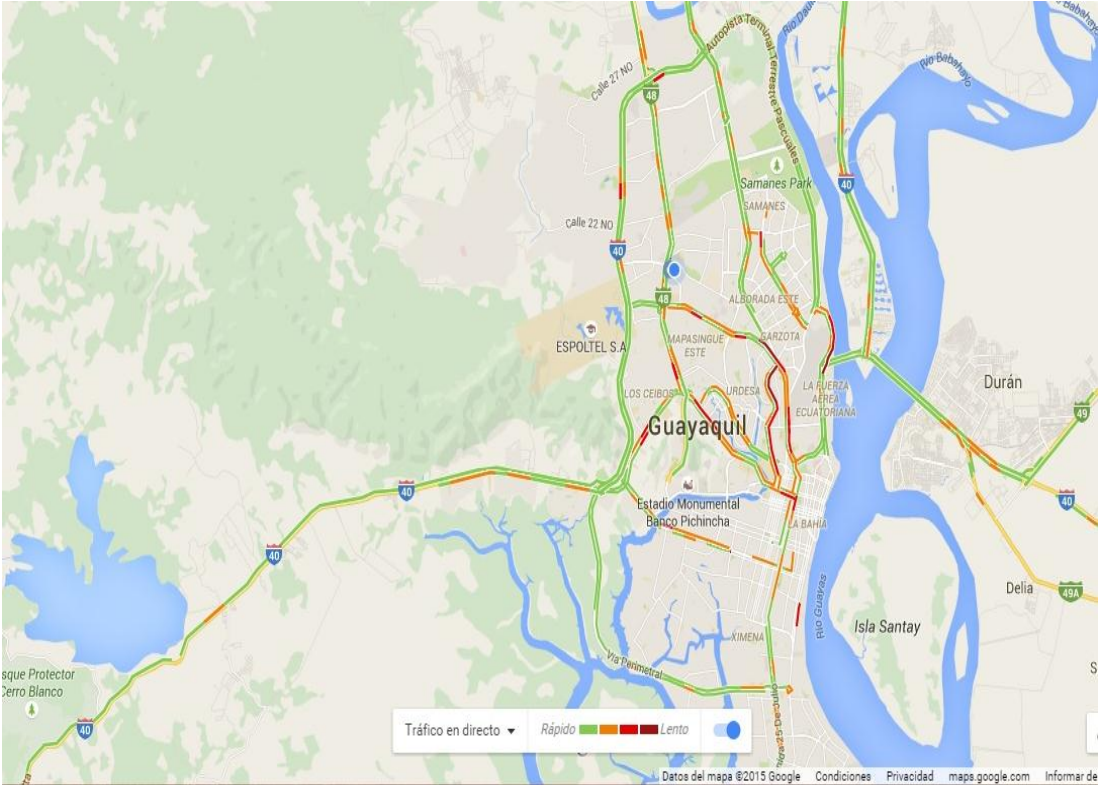 Autopista Terminal Terrestre Pascuales
Río Babahoyo
Calle 27 NO
48
Samanes Park
40
SAMANES
Calle 22 NO
40
48
ALBORADA ESTE
GARZOTA
MAPASINGUE
ESTE
ESPOLTEL S.A
LOS CEIBOS
URDESA
LA FUERZA
AÉREA
ECUATORIANA
Durán
49
Guayaquil
40
40
Estadio Monumental
Banco Pichincha
LA BAHÍA
40
Río Guayas
Delia
49A
Isla Santay
XIMENA
Vía Perimetral
sque Protector
Cerro Blanco
40
Tráfico en directo
Rápido
Lento
Datos del mapa ©2015 Google
Condiciones
Privacidad
maps.google.com
Informar de